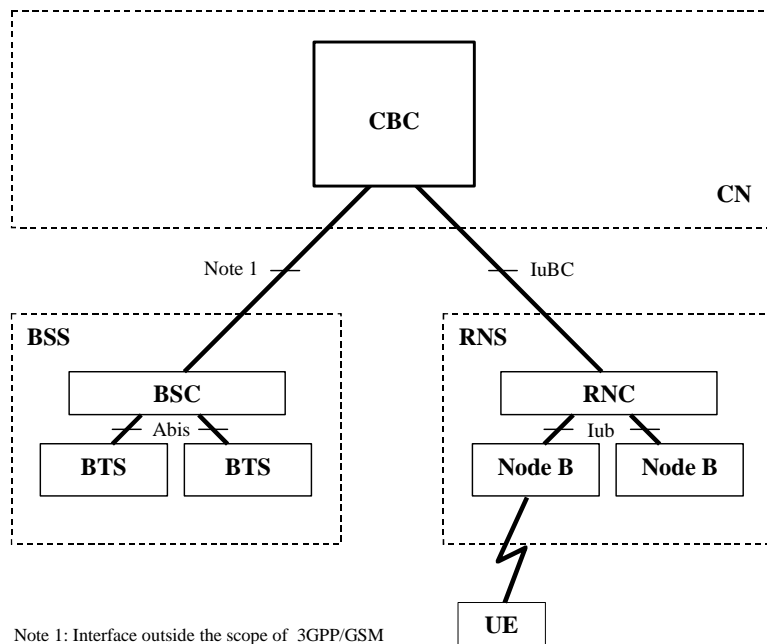 CBC
CN
Note 1
IuBC
BSS
RNS
BSC
RNC
Abis
Iub
BTS
BTS
Node B
Node B
UE
Note 1: Interface outside the scope of 3GPP/GSM